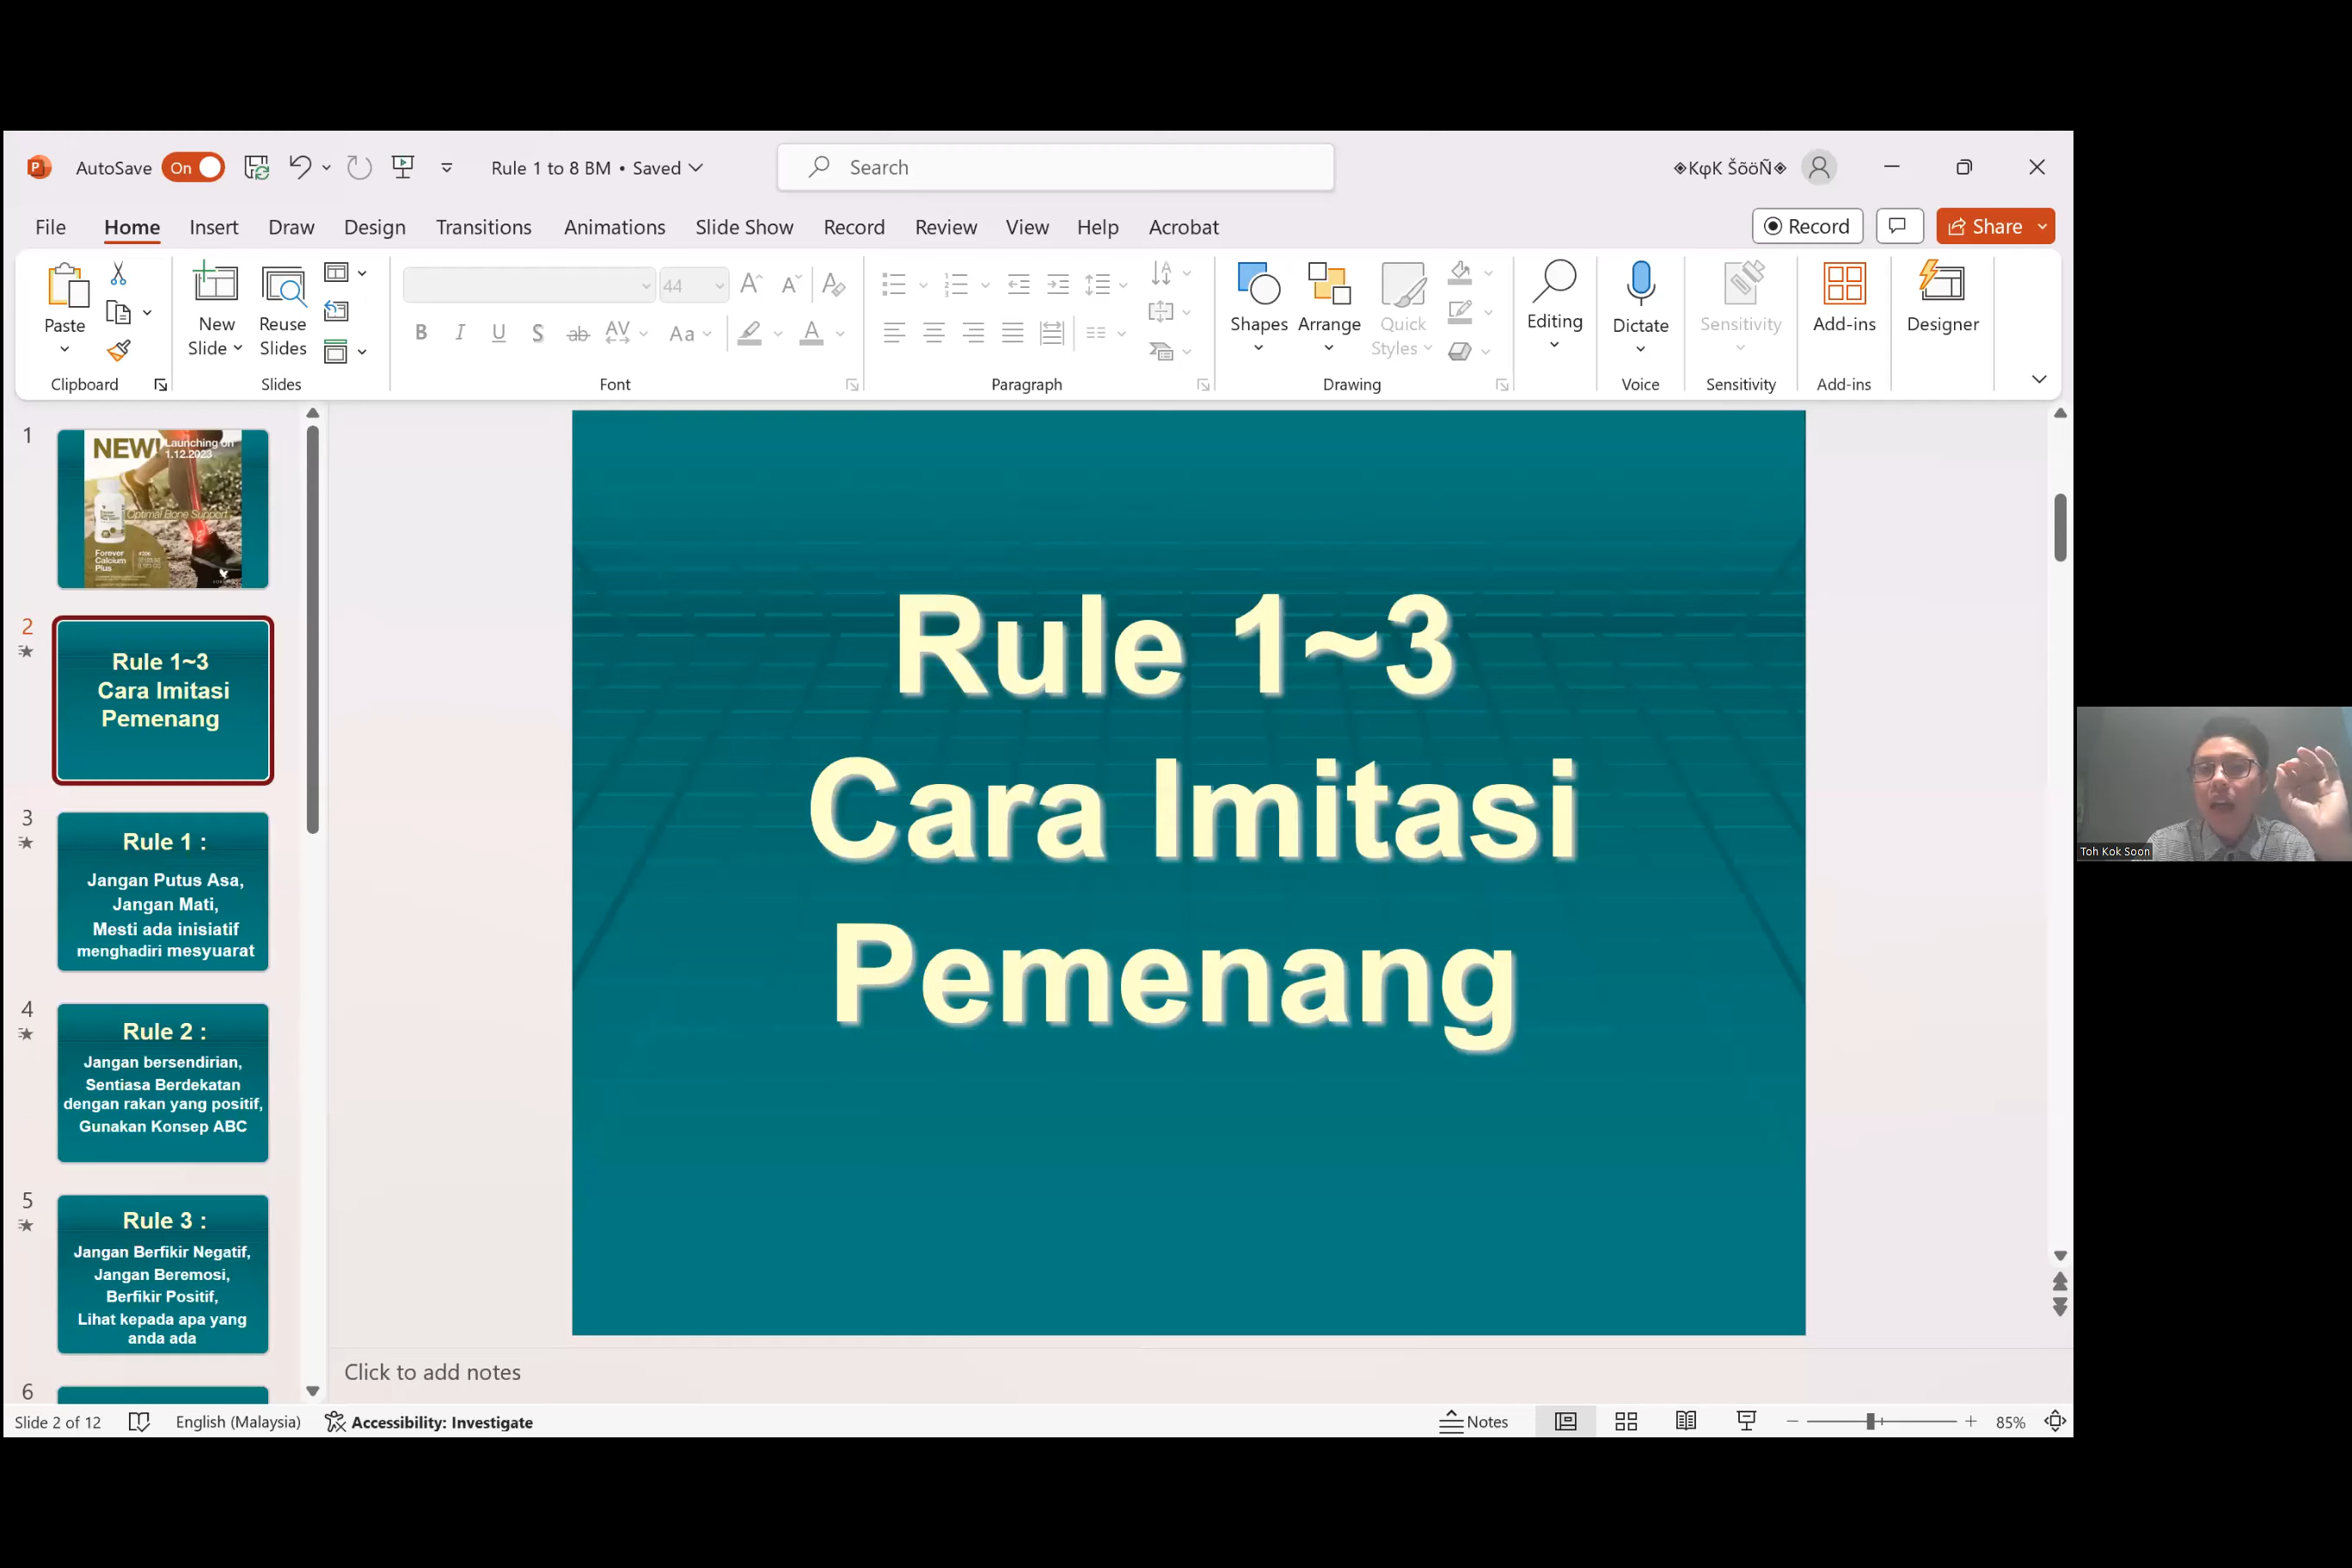 AutoSave
On
Rule 1 to 8 BM • Saved
Search
◈KφK ŠõöÑ◈
File
Home
Insert
Draw
Design
Transitions
Animations
Slide Show
Record
Review
View
Help
Acrobat
Record
Share
Paste
New
Slide
Reuse
Slides
44
Shapes
Arrange
Quick
Styles
Editing
Dictate
Sensitivity
Add-ins
Designer
Clipboard
Slides
Font
Paragraph
Drawing
Voice
Sensitivity
Add-ins
1
NEW! Launching on
1.12.2023
Optimal Bone Support
Forever
Calcium
Plus
2
Rule 1~3
Cara Imitasi
Pemenang
3
Rule 1 :
Jangan Putus Asa,
Jangan Mati,
Mesti ada inisiatif
menghadiri mesyuarat
4
Rule 2 :
Jangan bersendirian,
Sentiasa Berdekatan
dengan rakan yang positif,
Gunakan Konsep ABC
5
Rule 3 :
Jangan Berfikir Negatif,
Jangan Beremosi,
Berfikir Positif,
Lihat kepada apa yang
anda ada
6
Rule 1~3
Cara Imitasi
Pemenang
Toh Kok Soon
Click to add notes
Slide 2 of 12
English (Malaysia)
Accessibility: Investigate
Notes
85%